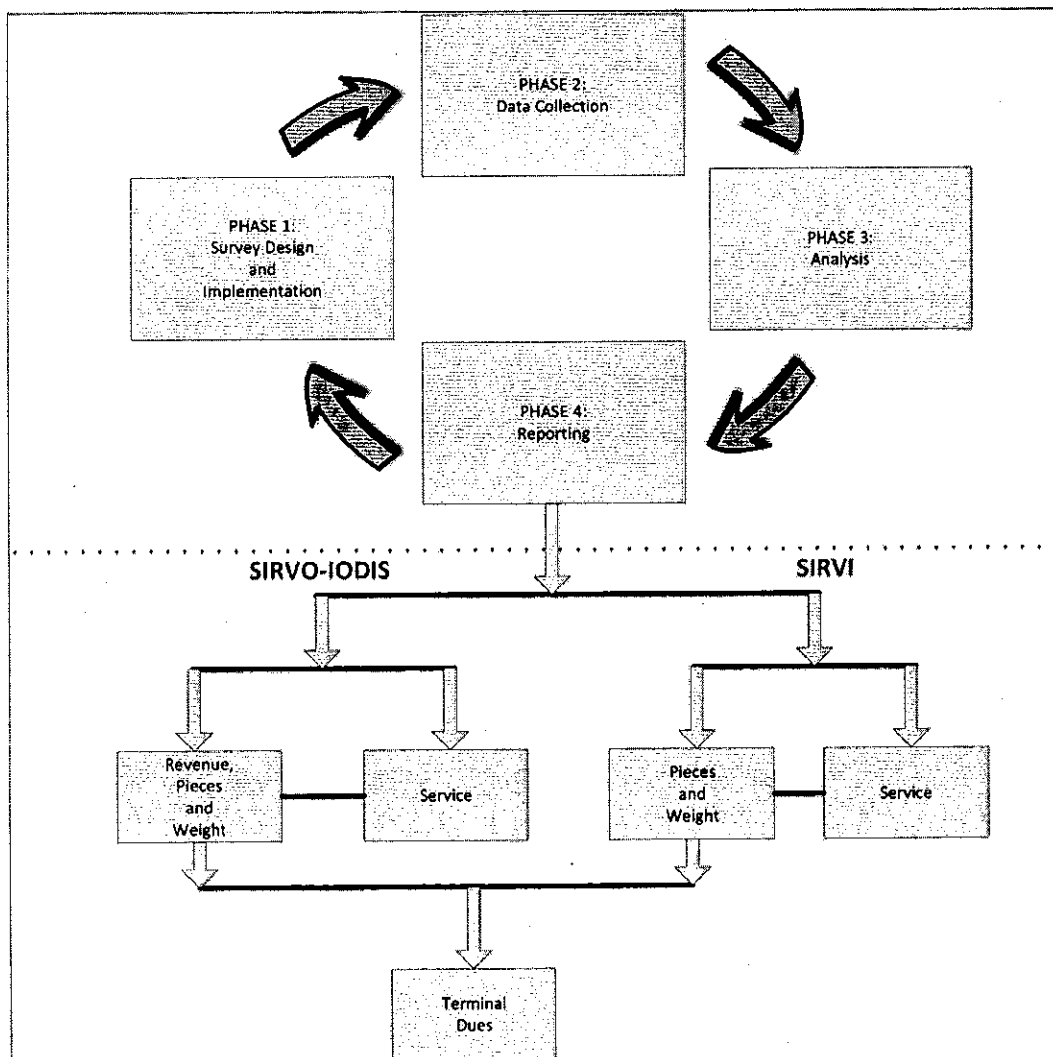 PHASE 2:
Data Collection
PHASE 1:
Survey Design
and
Implementation
PHASE 3:
Analysis
PHASE 4:
Reporting
SIRVO-IODIS
SIRVI
Revenue,
Pieces
and
Weight
Service
Pieces
and
Weight
Service
Terminal
Dues